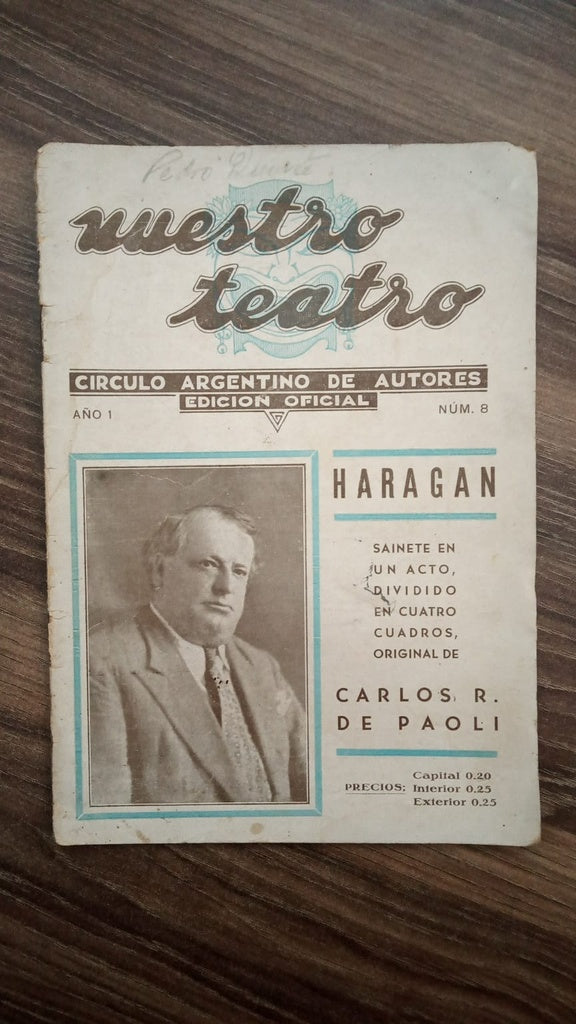 Pedro
nuestro
teatro
CIRCULO ARGENTINO DE AUTORES
EDICION OFICIAL
AÑO 1
NÚM. 8
HARAGAN
SAINETE EN
UN ACTO,
DIVIDIDO
EN CUATRO
CUADROS,
ORIGINAL DE
CARLOS R.
DE PAOLI
PRECIOS:
Capital 0.20
Interior 0.25
Exterior 0.25